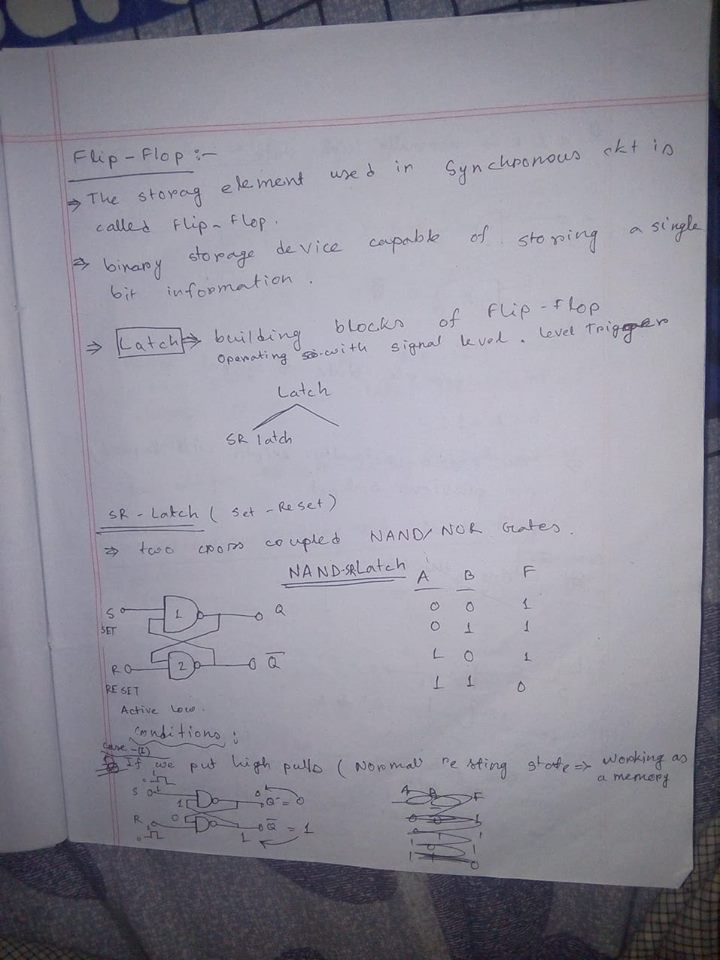 Flip-Flop :-
⇒ The storag element used in Synchronous ckt is
called Flip-Flop.
⇒ binary storage device capable of storing a single
bit information.
⇒ Latch ⇒ building blocks of Flip-Flop
Operating with signal level. Level Trigger
Latch
SR latch
SR-Latch (Set-Reset)
⇒ two cross coupled NAND/NOR Gates.
NAND-SR Latch
A B F
0 0 1
0 1 1
1 0 1
1 1 0
S 1 Q
SET
R 2 Q̅
RESET
Active low.
Conditions :
Case-(I)
If we put high pulls (Normal resting state ⇒ working as
a memory
S 1 0 Q = 0
R 0 1 Q̅ = 1